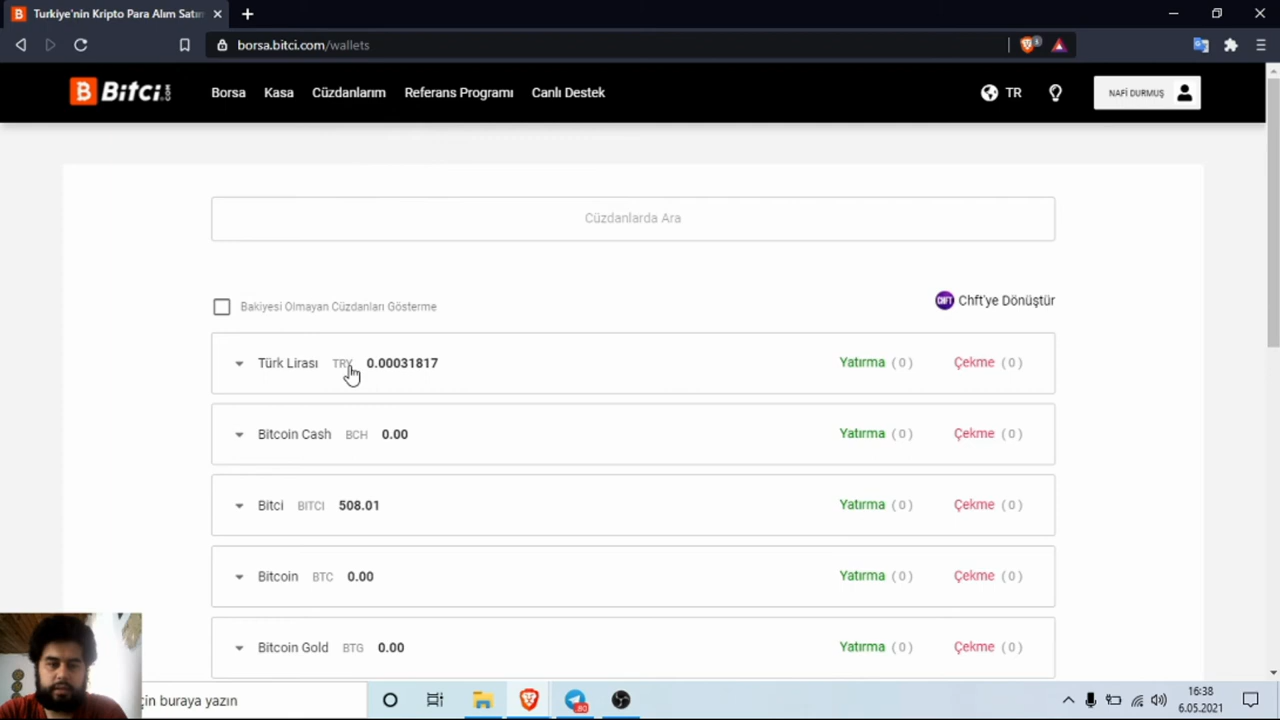 Turkiye'nin Kripto Para Alım Satım
borsa.bitci.com/wallets
Bitci.com
Borsa
Kasa
Cüzdanlarım
Referans Programı
Canlı Destek
TR
NAFİ DURMUŞ
Cüzdanlarda Ara
Bakiyesi Olmayan Cüzdanları Gösterme
CHFT Chft'ye Dönüştür
Türk Lirası TRY 0.00031817 Yatırma ( 0 ) Çekme ( 0 )
Bitcoin Cash BCH 0.00 Yatırma ( 0 ) Çekme ( 0 )
Bitci BITCI 508.01 Yatırma ( 0 ) Çekme ( 0 )
Bitcoin BTC 0.00 Yatırma ( 0 ) Çekme ( 0 )
Bitcoin Gold BTG 0.00 Yatırma ( 0 ) Çekme ( 0 )
için buraya yazın
80
16:38
6.05.2021